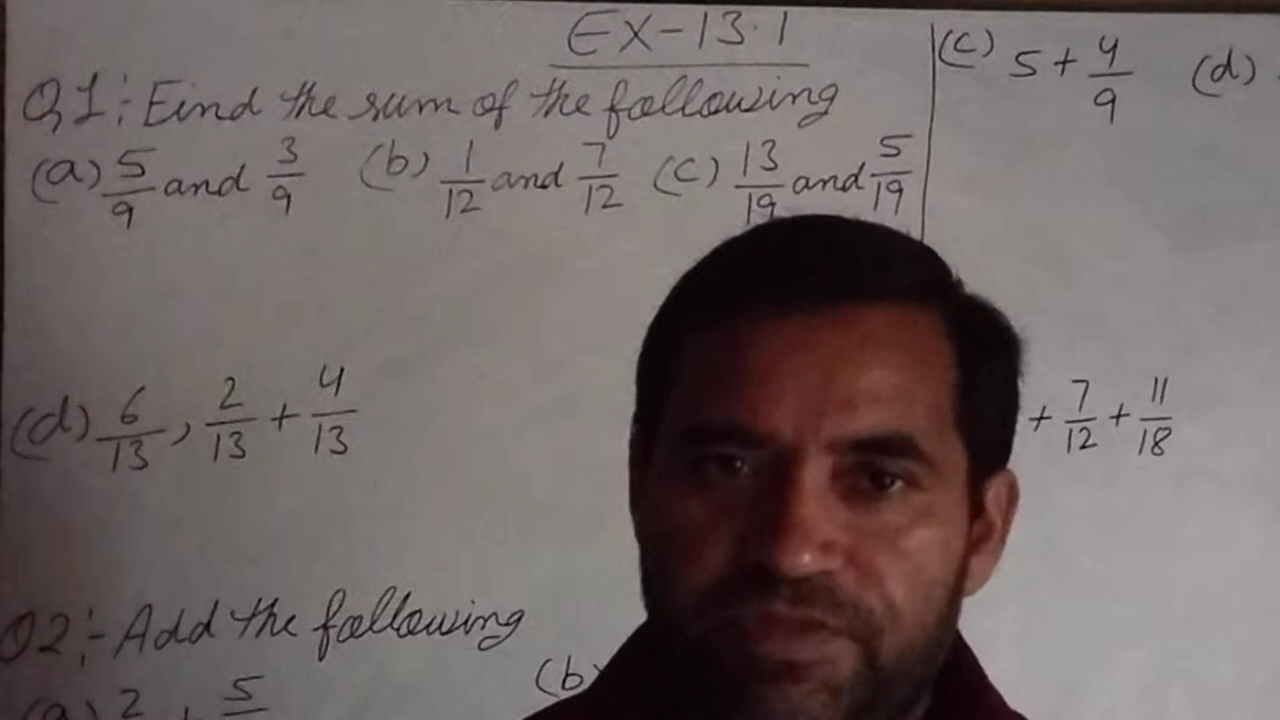 EX-13.1
Q1:- Find the sum of the following
(a) 5/9 and 3/9 (b) 1/12 and 7/12 (c) 13/19 and 5/19
(d) 6/13, 2/13 + 4/13
Q2:- Add the following
(a) 2 5
(b)
(c) 5 + 4/9 (d)
+ 7/12 + 11/18